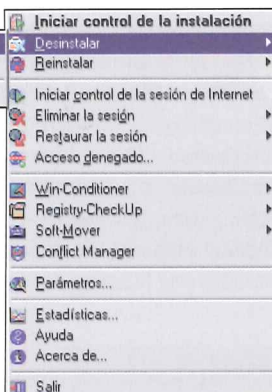 Iniciar control de la instalación
Desinstalar
Reinstalar
Iniciar control de la sesión de Internet
Eliminar la sesión
Restaurar la sesión
Acceso denegado...
Win-Conditioner
Registry-CheckUp
Soft-Mover
Conflict Manager
Parámetros...
Estadísticas...
Ayuda
Acerca de...
Salir